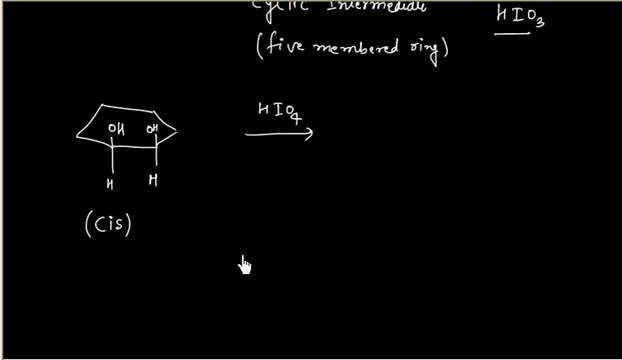 Cyclic Intermediate
HIO3
(five membered ring)
HIO4
OH OH
H H
(Cis)